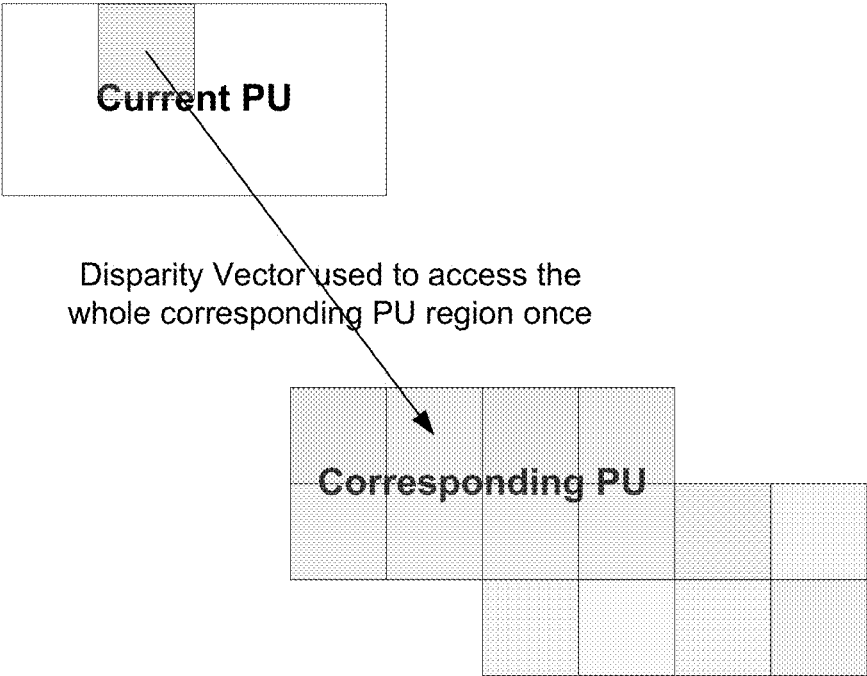 Current PU
Disparity Vector used to access the
whole corresponding PU region once
Corresponding PU